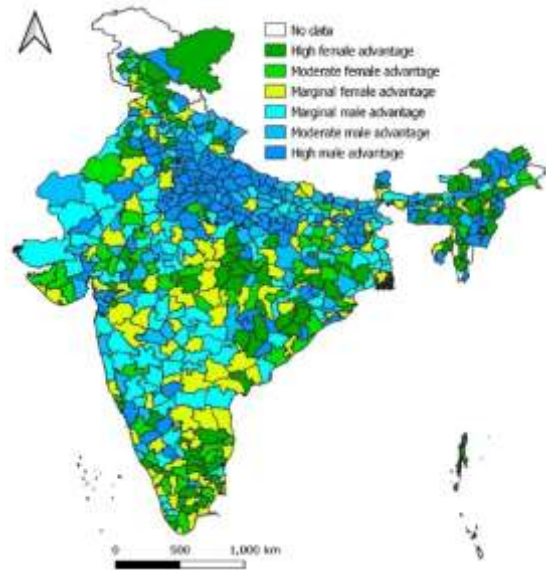 No data
High female advantage
Moderate female advantage
Marginal female advantage
Marginal male advantage
Moderate male advantage
High male advantage
0 500 1,000 km